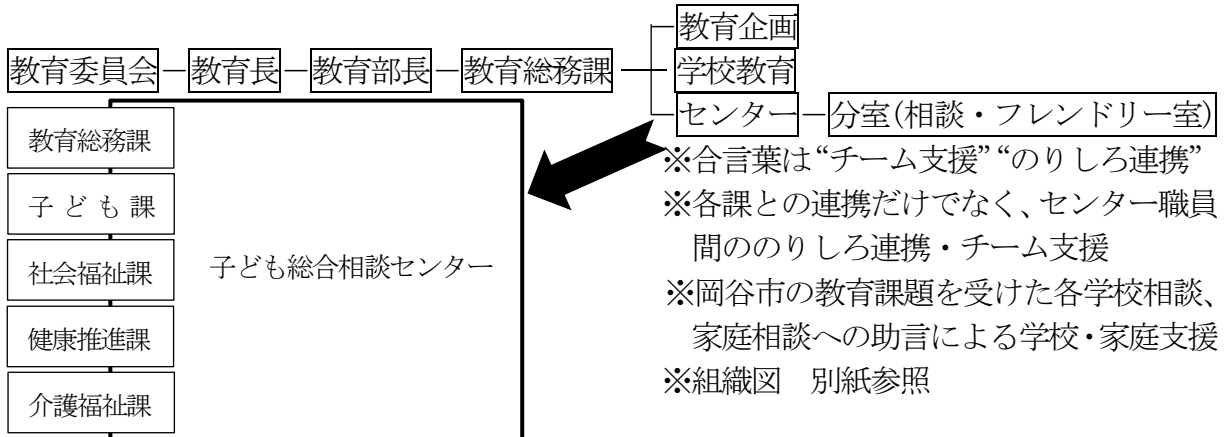 教育企画
教育委員会－教育長－教育部長－教育総務課
学校教育
センター－分室(相談・フレンドリー室)
教育総務課
子ども課
社会福祉課
健康推進課
介護福祉課
子ども総合相談センター
※合言葉は“チーム支援”“のりしろ連携”
※各課との連携だけでなく、センター職員
間ののりしろ連携・チーム支援
※岡谷市の教育課題を受けた各学校相談、
家庭相談への助言による学校・家庭支援
※組織図　別紙参照